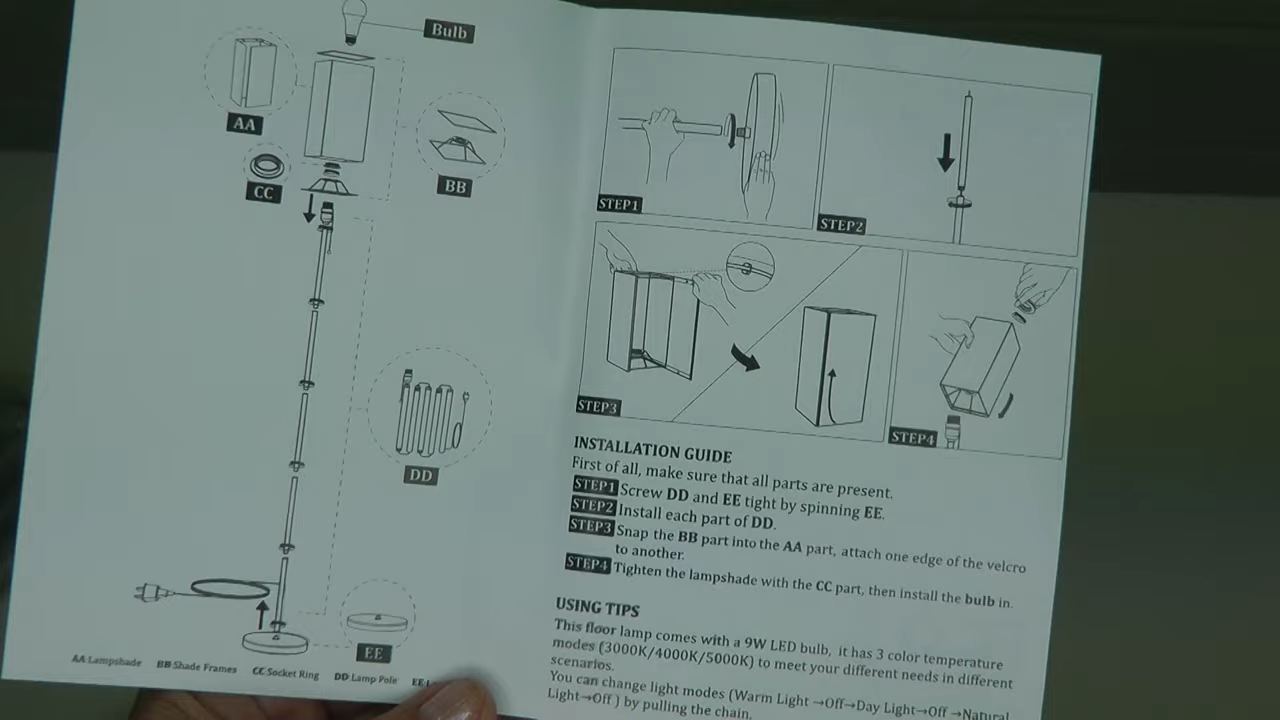 Bulb
AA
BB
CC
DD
EE
AA Lampshade BB Shade Frames CC Socket Ring DD Lamp Pole
STEP1
STEP2
STEP3
STEP4
INSTALLATION GUIDE
First of all, make sure that all parts are present.
STEP1 Screw DD and EE tight by spinning EE.
STEP2 Install each part of DD.
STEP3 Snap the BB part into the AA part, attach one edge of the velcro
to another.
STEP4 Tighten the lampshade with the CC part, then install the bulb in.
USING TIPS
This floor lamp comes with a 9W LED bulb, it has 3 color temperature
modes (3000K/4000K/5000K) to meet your different needs in different
scenarios.
You can change light modes (Warm Light→Off→Day Light→Off→Natural
Light→Off ) by pulling the chain.